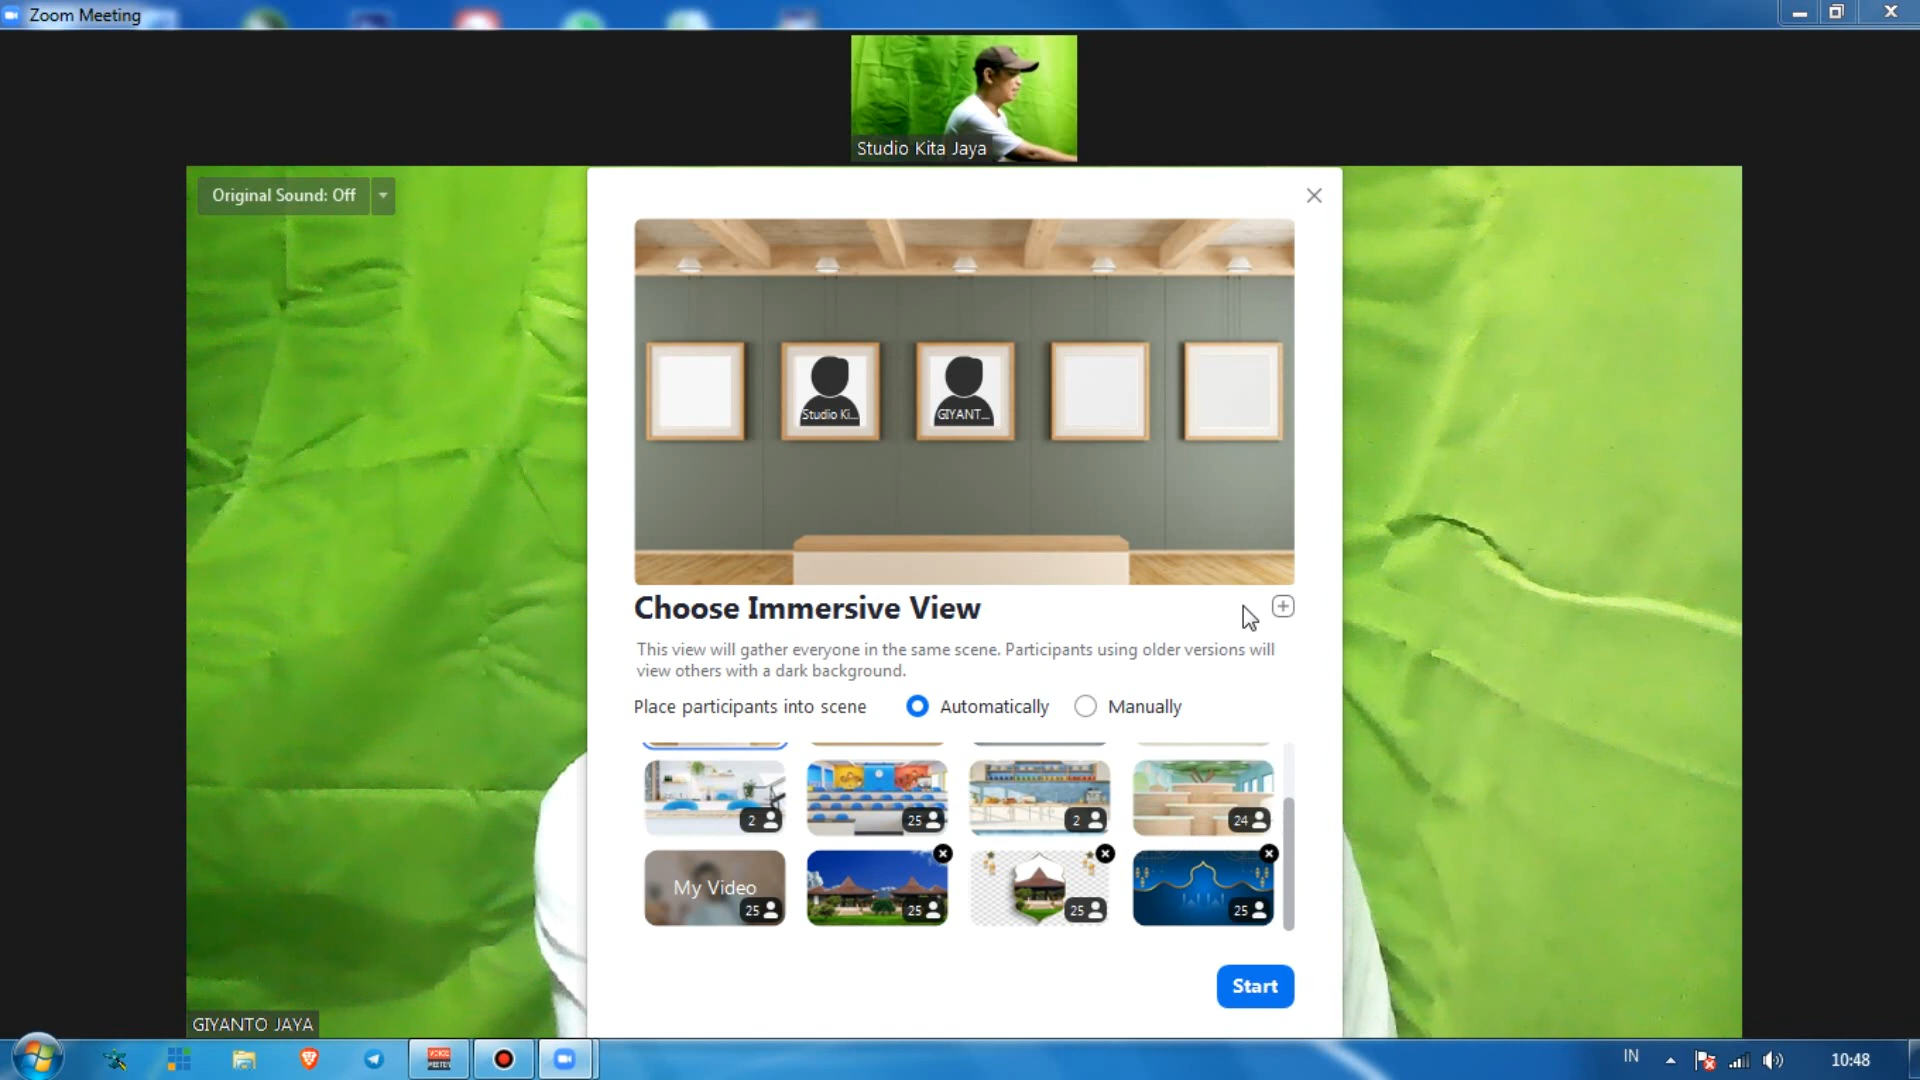 Zoom Meeting
Studio Kita Jaya
Original Sound: Off
Studio Ki...
GIYANT...
Choose Immersive View
This view will gather everyone in the same scene. Participants using older versions will
view others with a dark background.
Place participants into scene
Automatically
Manually
2
25
2
24
My Video
25
25
25
25
Start
GIYANTO JAYA
VOICE
MEETER
IN
10:48